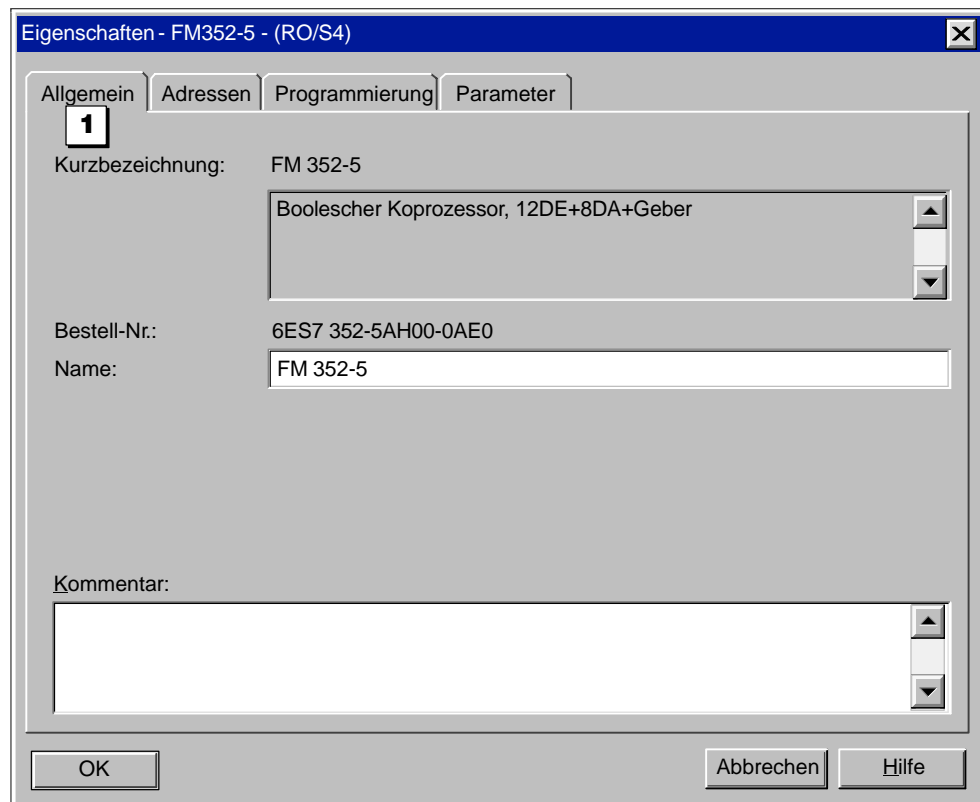 Eigenschaften - FM352-5 - (RO/S4)
Allgemein Adressen Programmierung Parameter
1
Kurzbezeichnung: FM 352-5
Boolescher Koprozessor, 12DE+8DA+Geber
Bestell-Nr.: 6ES7 352-5AH00-0AE0
Name: FM 352-5
Kommentar:
OK Abbrechen Hilfe